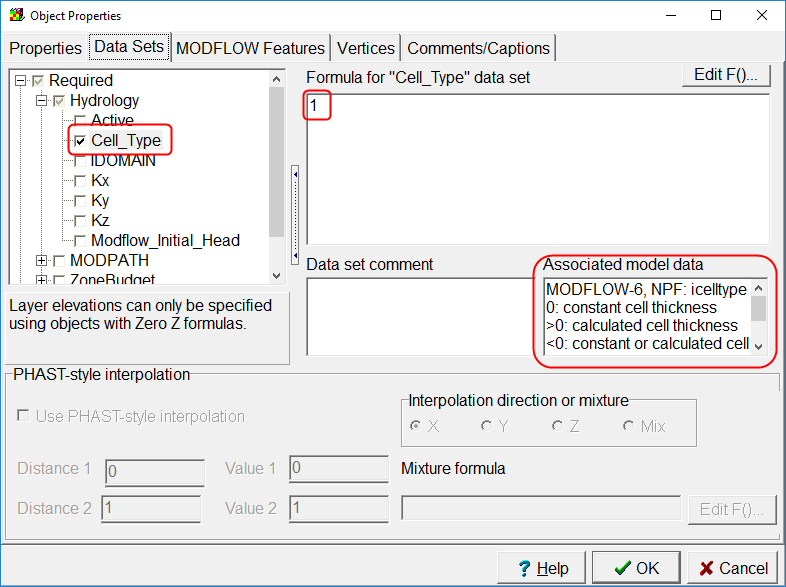 Object Properties
Properties
Data Sets
MODFLOW Features
Vertices
Comments/Captions
Required
Hydrology
Active
Cell_Type
IDOMAIN
Kx
Ky
Kz
Modflow_Initial_Head
MODPATH
ZoneBudget
Layer elevations can only be specified
using objects with Zero Z formulas.
Formula for "Cell_Type" data set
Edit F()...
1
Data set comment
Associated model data
MODFLOW-6, NPF: icelltype
0: constant cell thickness
>0: calculated cell thickness
<0: constant or calculated cell
PHAST-style interpolation
Use PHAST-style interpolation
Interpolation direction or mixture
X Y Z Mix
Distance 1 0 Value 1 0 Mixture formula
Distance 2 1 Value 2 1 Edit F()...
? Help OK Cancel